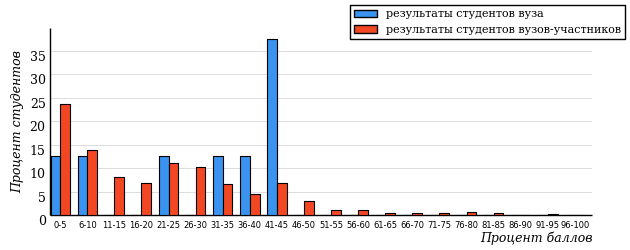 результаты студентов вуза
результаты студентов вузов-участников
Процент студентов
35
30
25
20
15
10
5
0
0-5 6-10 11-15 16-20 21-25 26-30 31-35 36-40 41-45 46-50 51-55 56-60 61-65 66-70 71-75 76-80 81-85 86-90 91-95 96-100
Процент баллов